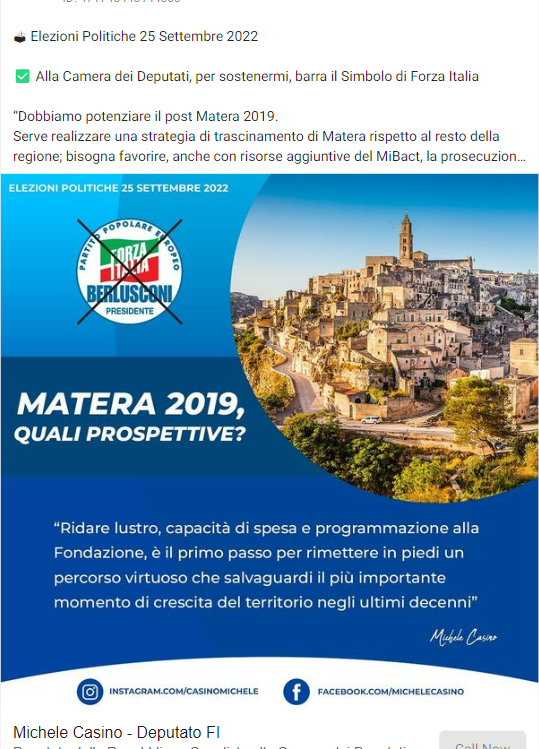 Elezioni Politiche 25 Settembre 2022
Alla Camera dei Deputati, per sostenermi, barra il Simbolo di Forza Italia
“Dobbiamo potenziare il post Matera 2019.
Serve realizzare una strategia di trascinamento di Matera rispetto al resto della
regione; bisogna favorire, anche con risorse aggiuntive del MiBact, la prosecuzion...
ELEZIONI POLITICHE 25 SETTEMBRE 2022
PARTITO POPOLARE EUROPEO
FORZA
ITALIA
BERLUSCONI
PRESIDENTE
MATERA 2019,
QUALI PROSPETTIVE?
“Ridare lustro, capacità di spesa e programmazione alla
Fondazione, è il primo passo per rimettere in piedi un
percorso virtuoso che salvaguardi il più importante
momento di crescita del territorio negli ultimi decenni”
Michele Casino
INSTAGRAM.COM/CASINOMICHELE
FACEBOOK.COM/MICHELECASINO
Michele Casino - Deputato FI
Call Now